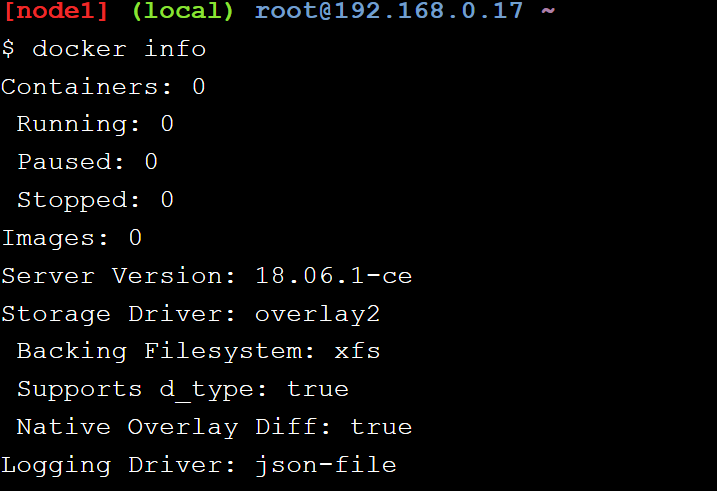 [node1] (local) root@192.168.0.17 ~
$ docker info
Containers: 0
 Running: 0
 Paused: 0
 Stopped: 0
Images: 0
Server Version: 18.06.1-ce
Storage Driver: overlay2
 Backing Filesystem: xfs
 Supports d_type: true
 Native Overlay Diff: true
Logging Driver: json-file